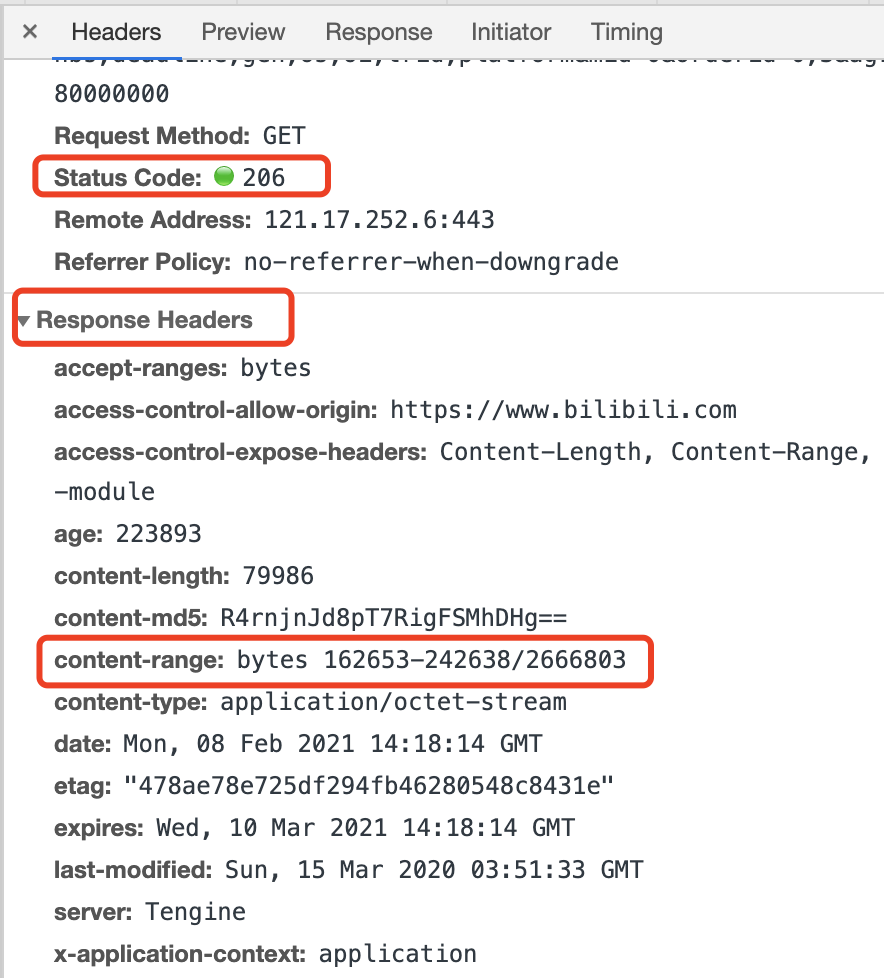 × Headers Preview Response Initiator Timing
80000000
Request Method: GET
Status Code: 206
Remote Address: 121.17.252.6:443
Referrer Policy: no-referrer-when-downgrade
Response Headers
accept-ranges: bytes
access-control-allow-origin: https://www.bilibili.com
access-control-expose-headers: Content-Length, Content-Range,
-module
age: 223893
content-length: 79986
content-md5: R4rnjnJd8pT7RigFSMhDHg==
content-range: bytes 162653-242638/2666803
content-type: application/octet-stream
date: Mon, 08 Feb 2021 14:18:14 GMT
etag: "478ae78e725df294fb46280548c8431e"
expires: Wed, 10 Mar 2021 14:18:14 GMT
last-modified: Sun, 15 Mar 2020 03:51:33 GMT
server: Tengine
x-application-context: application